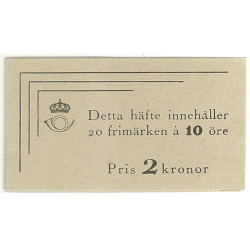 Detta häfte innehåller
20 frimärken à 10 öre
Pris 2 kronor